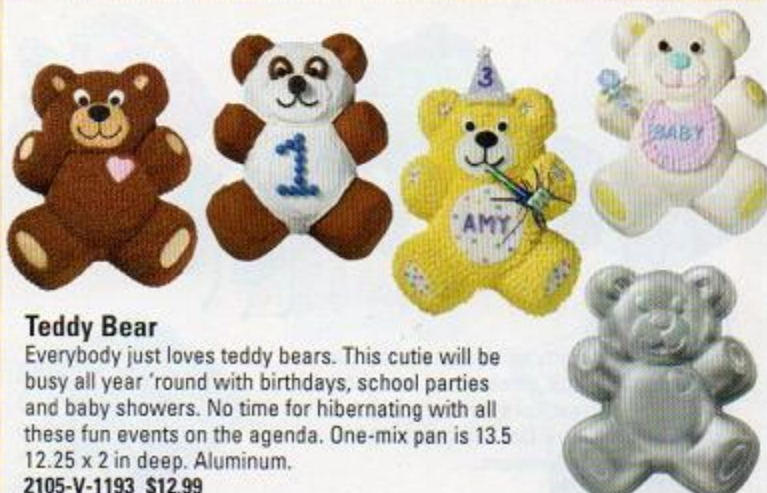 3
1
BABY
AMY
Teddy Bear
Everybody just loves teddy bears. This cutie will be
busy all year 'round with birthdays, school parties
and baby showers. No time for hibernating with all
these fun events on the agenda. One-mix pan is 13.5
12.25 x 2 in deep. Aluminum.
2105-V-1193 $12.99